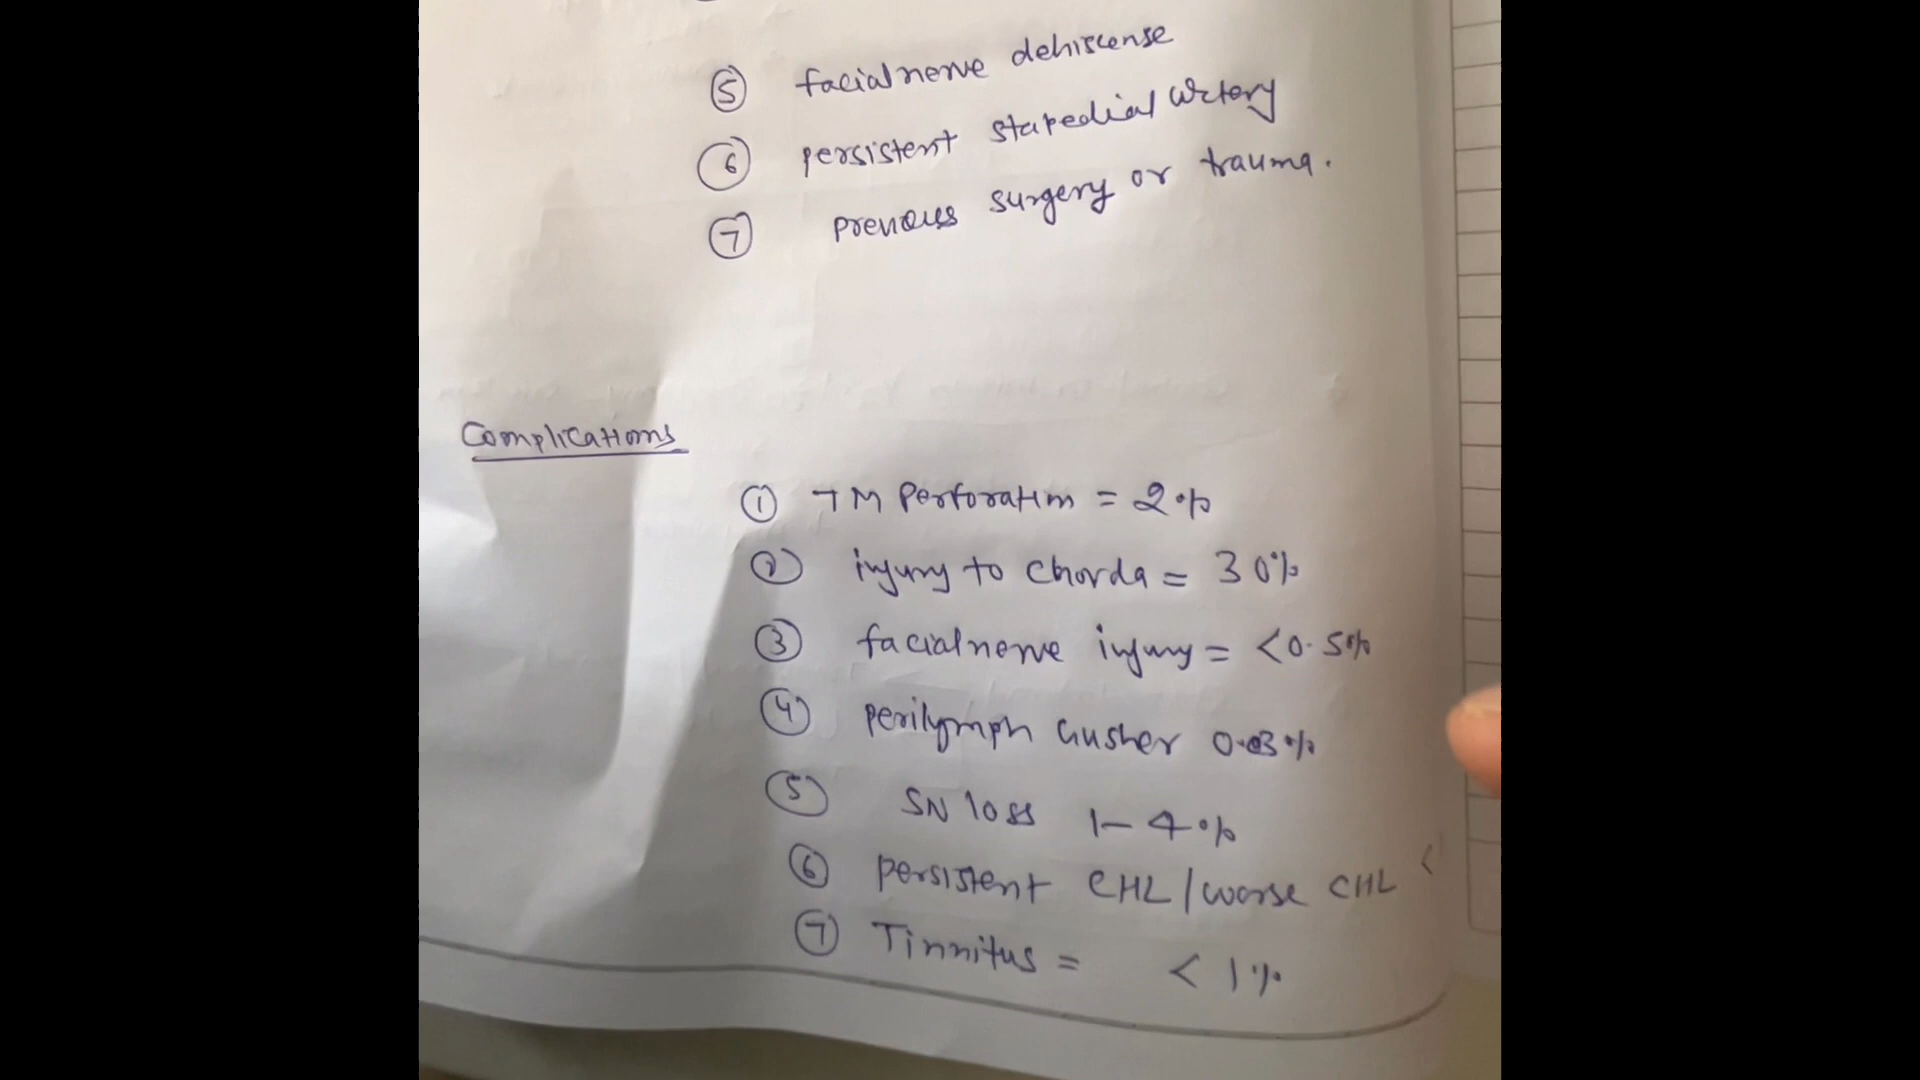 ⑤ facial nerve dehiscense
⑥ persistent stapedial artery
⑦ previous surgery or trauma.
Complications
① TM Perforation = 2%
② injury to chorda = 30%
③ facial nerve injury = <0.5%
④ perilymph Gusher 0.03%
⑤ SN loss 1-4%
⑥ persistent CHL/worse CHL <
⑦ Tinnitus = <1%